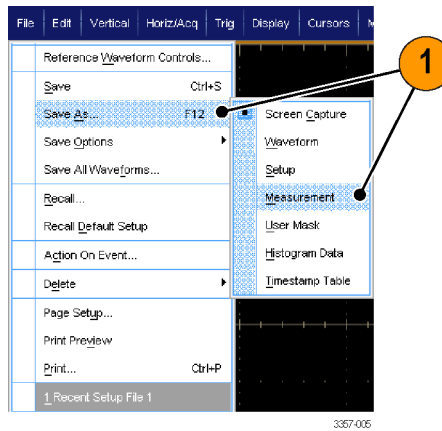 File Edit Vertical Horiz/Acq Trig Display Cursors
Reference Waveform Controls...
Save Ctrl+S
Save As... F12
Save Options
Save All Waveforms...
Recall...
Recall Default Setup
Action On Event...
Delete
Page Setup...
Print Preview
Print... Ctrl+P
1 Recent Setup File 1
Screen Capture
Waveform
Setup
Measurement
User Mask
Histogram Data
Timestamp Table
1
3357-005